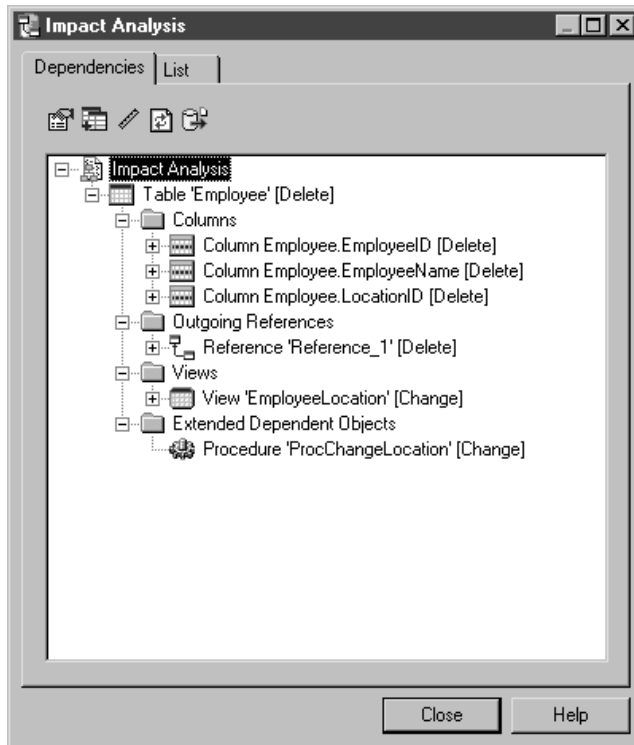 Impact Analysis
Dependencies
List
Impact Analysis
Table 'Employee' [Delete]
Columns
Column Employee.EmployeeID [Delete]
Column Employee.EmployeeName [Delete]
Column Employee.LocationID [Delete]
Outgoing References
Reference 'Reference_1' [Delete]
Views
View 'EmployeeLocation' [Change]
Extended Dependent Objects
Procedure 'ProcChangeLocation' [Change]
Close
Help